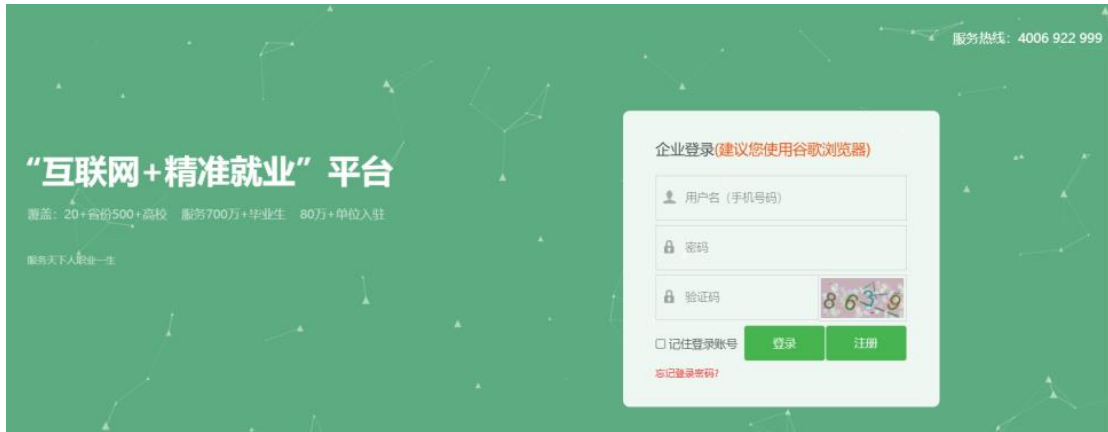 服务热线：4006 922 999
“互联网+精准就业”平台
覆盖：20+省份500+高校 服务700万+毕业生 80万+单位入驻
服务天下人职业一生
企业登录(建议您使用谷歌浏览器)
用户名（手机号码）
密码
验证码 8639
记住登录账号 登录 注册
忘记登录密码?